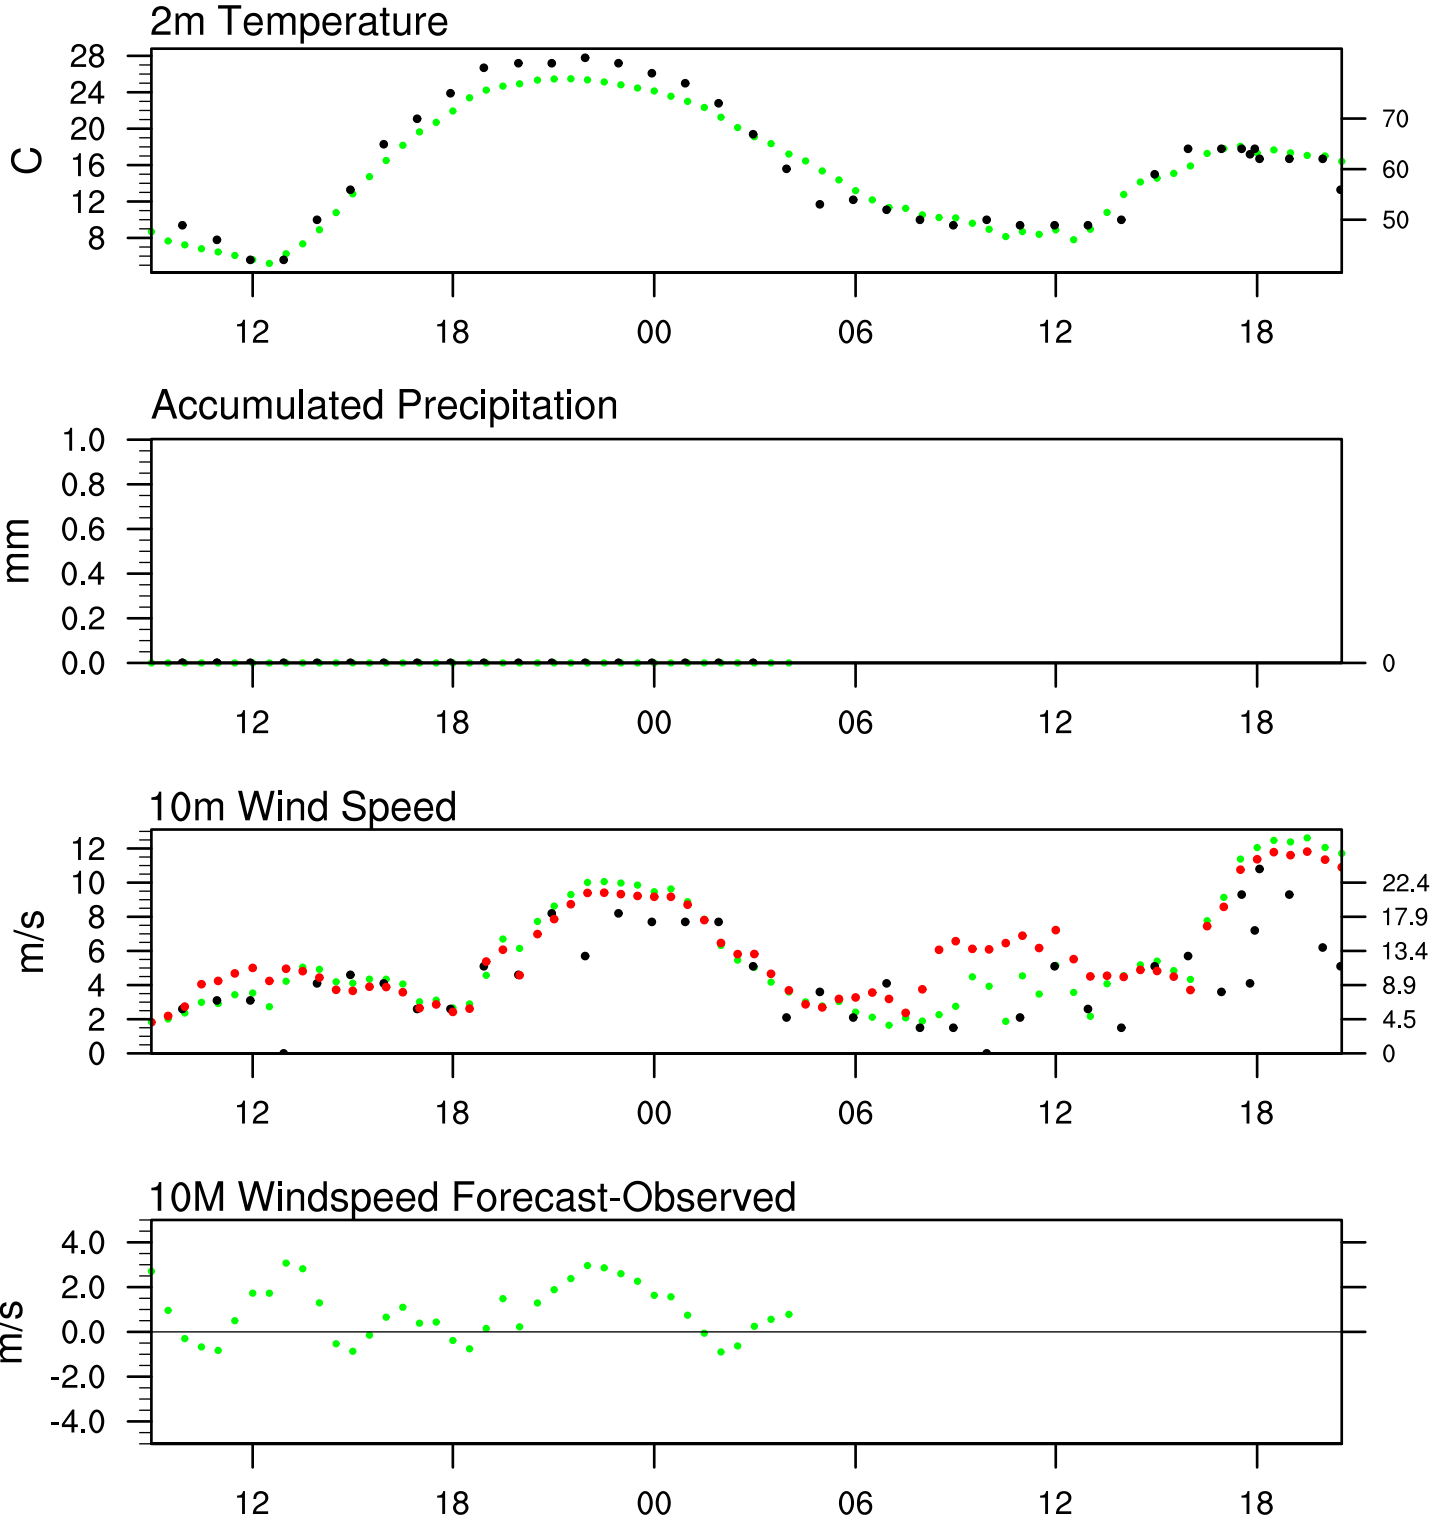 2m Temperature
28
24
20
16
12
8
C
70
60
50
12 18 00 06 12 18
Accumulated Precipitation
1.0
0.8
0.6
0.4
0.2
0.0
mm
0
12 18 00 06 12 18
10m Wind Speed
12
10
8
6
4
2
0
m/s
22.4
17.9
13.4
8.9
4.5
0
12 18 00 06 12 18
10M Windspeed Forecast-Observed
4.0
2.0
0.0
-2.0
-4.0
m/s
12 18 00 06 12 18